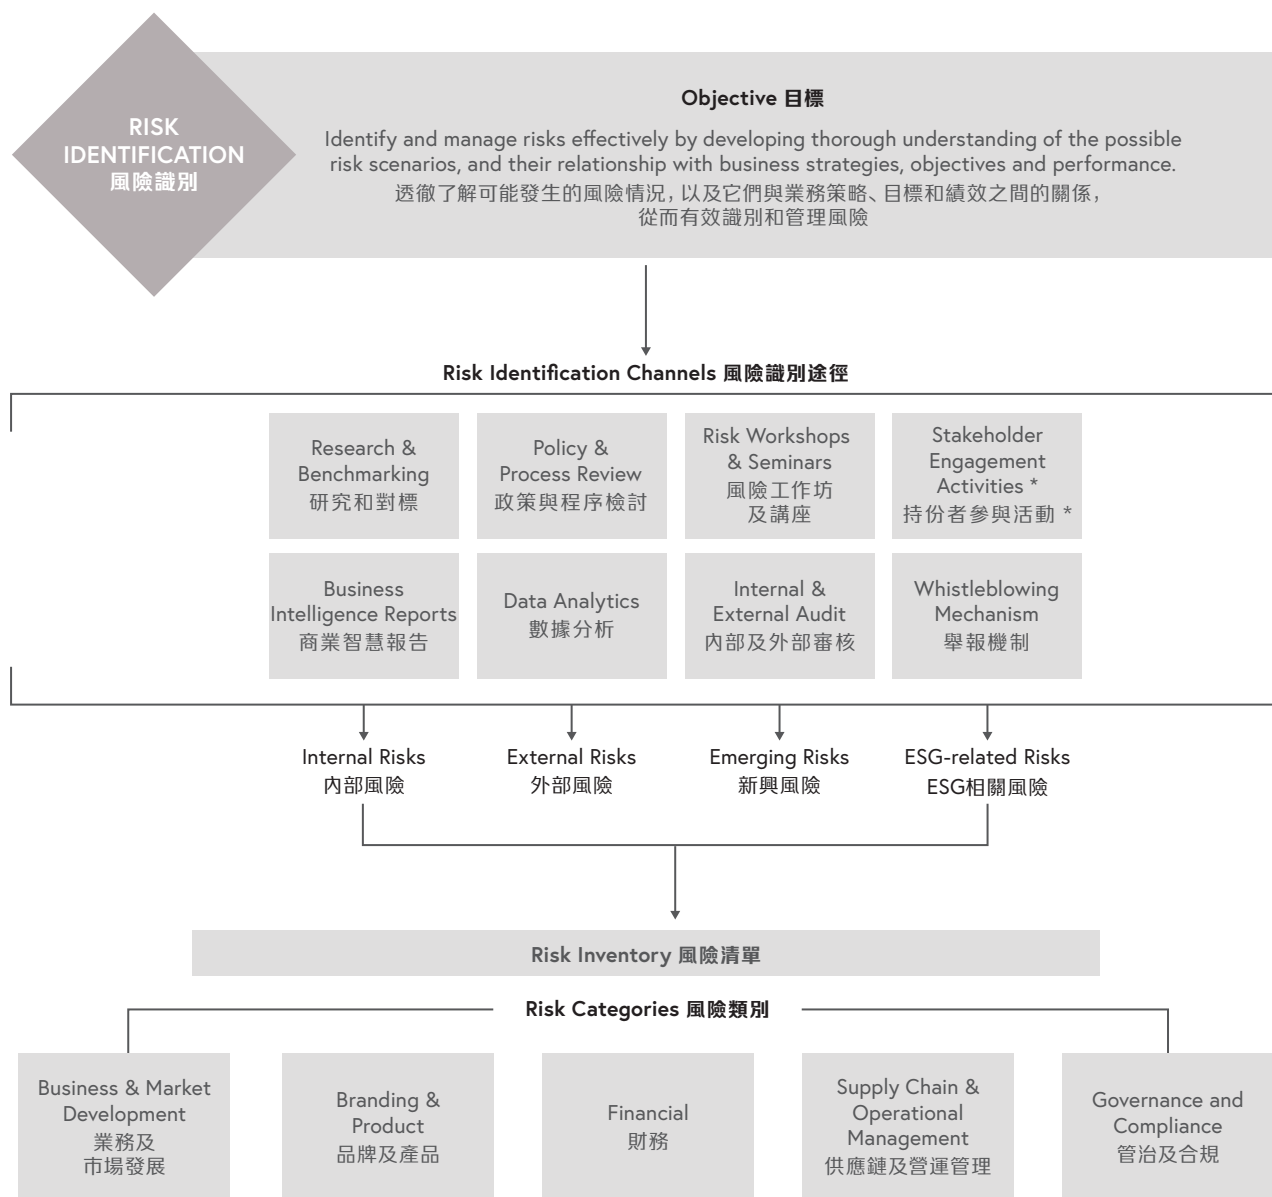 RISK
IDENTIFICATION
風險識別
Objective 目標
Identify and manage risks effectively by developing thorough understanding of the possible
risk scenarios, and their relationship with business strategies, objectives and performance.
透徹了解可能發生的風險情況，以及它們與業務策略、目標和績效之間的關係，
從而有效識別和管理風險
Risk Identification Channels 風險識別途徑
Research &
Benchmarking
研究和對標
Policy &
Process Review
政策與程序檢討
Risk Workshops
& Seminars
風險工作坊
及講座
Stakeholder
Engagement
Activities *
持份者參與活動 *
Business
Intelligence Reports
商業智慧報告
Data Analytics
數據分析
Internal &
External Audit
內部及外部審核
Whistleblowing
Mechanism
舉報機制
Internal Risks
內部風險
External Risks
外部風險
Emerging Risks
新興風險
ESG-related Risks
ESG相關風險
Risk Inventory 風險清單
Risk Categories 風險類別
Business & Market
Development
業務及
市場發展
Branding &
Product
品牌及產品
Financial
財務
Supply Chain &
Operational
Management
供應鏈及營運管理
Governance and
Compliance
管治及合規